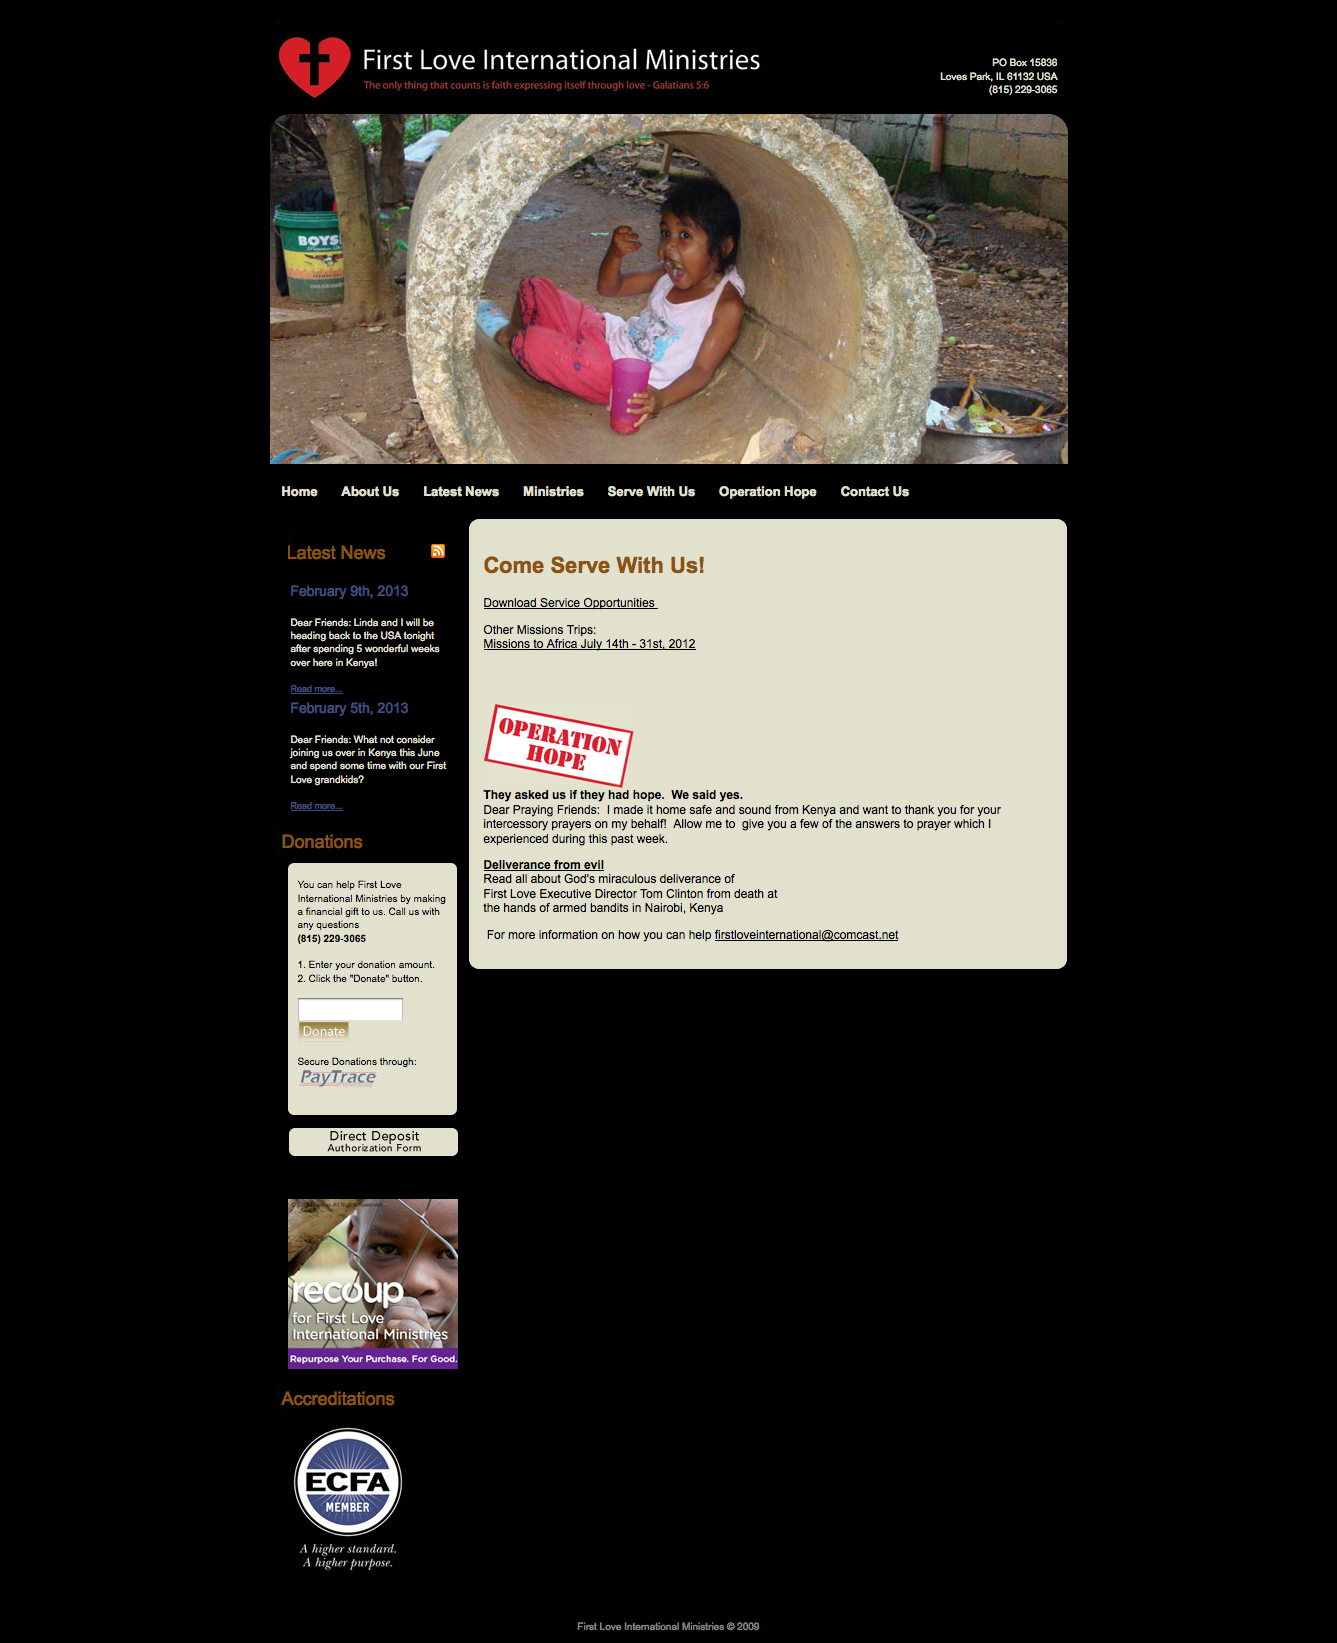 First Love International Ministries
The only thing that counts is faith expressing itself through love - Galatians 5:6
PO Box 15836
Loves Park, IL 61132 USA
(815) 229-3065
BOYS
Home About Us Latest News Ministries Serve With Us Operation Hope Contact Us
Latest News
February 9th, 2013
Dear Friends: Linda and I will be
heading back to the USA tonight
after spending 5 wonderful weeks
over here in Kenya!
Read more...
February 5th, 2013
Dear Friends: What not consider
joining us over in Kenya this June
and spend some time with our First
Love grandkids?
Read more...
Donations
You can help First Love
International Ministries by making
a financial gift to us. Call us with
any questions
(815) 229-3065
1. Enter your donation amount.
2. Click the "Donate" button.
Donate
Secure Donations through:
PayTrace
Direct Deposit
Authorization Form
All Rights Reserved
recoup
for First Love
International Ministries
Repurpose Your Purchase. For Good.
Accreditations
ECFA
MEMBER
A higher standard.
A higher purpose.
Come Serve With Us!
Download Service Opportunities
Other Missions Trips:
Missions to Africa July 14th - 31st, 2012
OPERATION
HOPE
They asked us if they had hope. We said yes.
Dear Praying Friends: I made it home safe and sound from Kenya and want to thank you for your
intercessory prayers on my behalf! Allow me to give you a few of the answers to prayer which I
experienced during this past week.
Deliverance from evil
Read all about God's miraculous deliverance of
First Love Executive Director Tom Clinton from death at
the hands of armed bandits in Nairobi, Kenya
For more information on how you can help firstloveinternational@comcast.net
First Love International Ministries © 2009